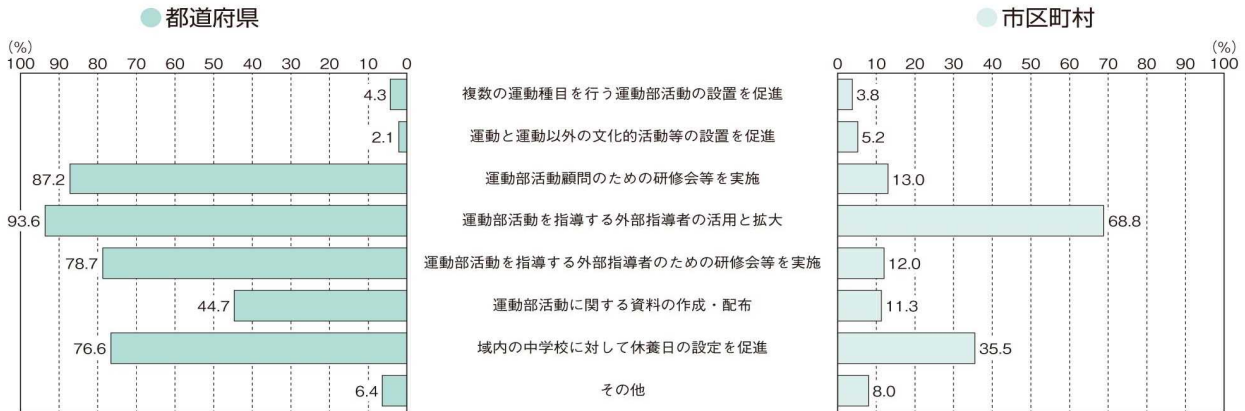 都道府県
市区町村
(%)
(%)
100 90 80 70 60 50 40 30 20 10 0
0 10 20 30 40 50 60 70 80 90 100
4.3 複数の運動種目を行う運動部活動の設置を促進 3.8
2.1 運動と運動以外の文化的活動等の設置を促進 5.2
87.2 運動部活動顧問のための研修会等を実施 13.0
93.6 運動部活動を指導する外部指導者の活用と拡大 68.8
78.7 運動部活動を指導する外部指導者のための研修会等を実施 12.0
44.7 運動部活動に関する資料の作成・配布 11.3
76.6 域内の中学校に対して休養日の設定を促進 35.5
6.4 その他 8.0